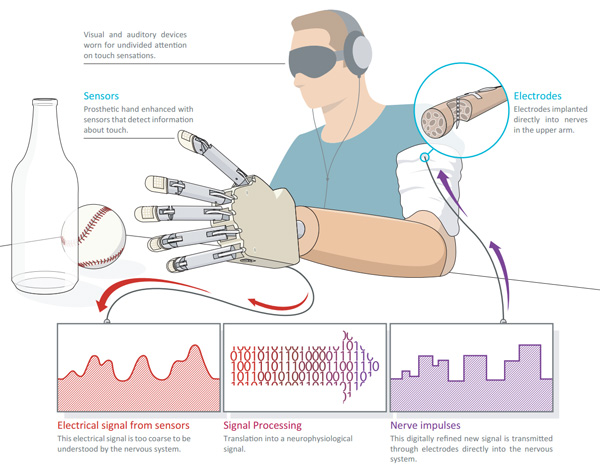 Visual and auditory devices
worn for undivided attention
on touch sensations.
Sensors
Prosthetic hand enhanced with
sensors that detect information
about touch.
Electrodes
Electrodes implanted
directly into nerves
in the upper arm.
Electrical signal from sensors
This electrical signal is too coarse to be
understood by the nervous system.
Signal Processing
Translation into a neurophysiological
signal.
Nerve impulses
This digitally refined new signal is transmitted
through electrodes directly into the nervous
system.